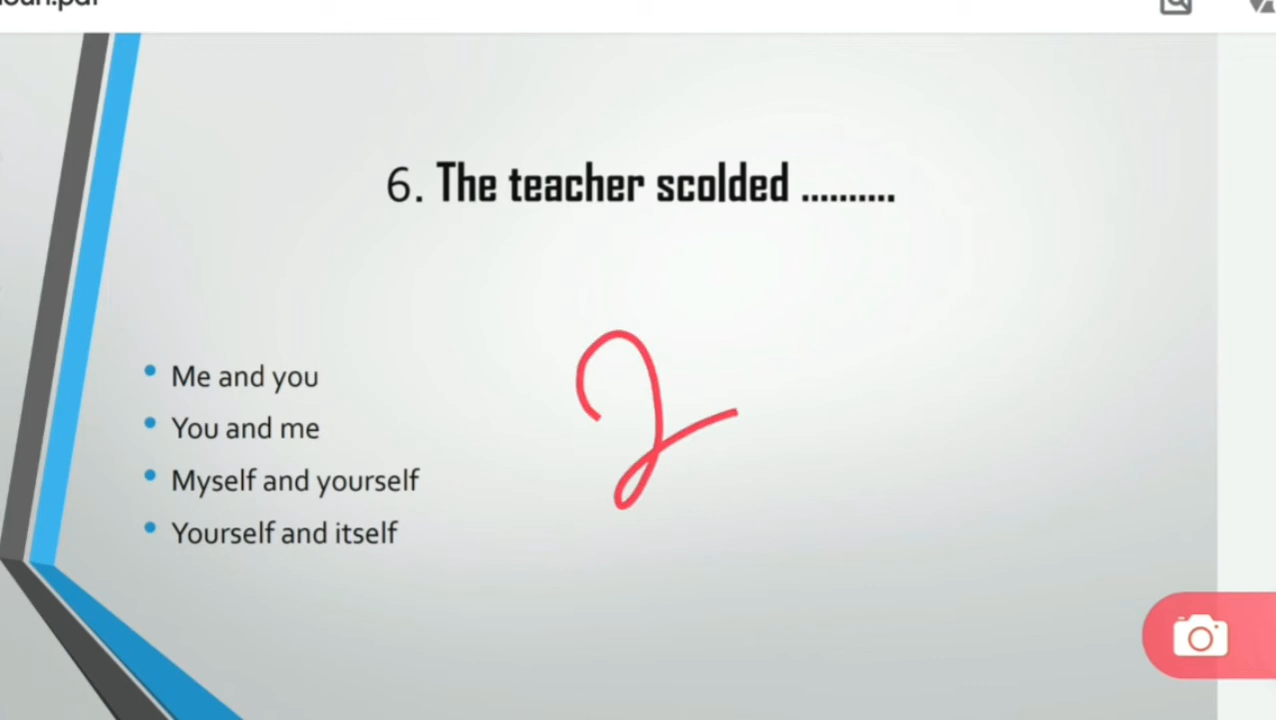 6. The teacher scolded ..........
Me and you
You and me
Myself and yourself
Yourself and itself
2